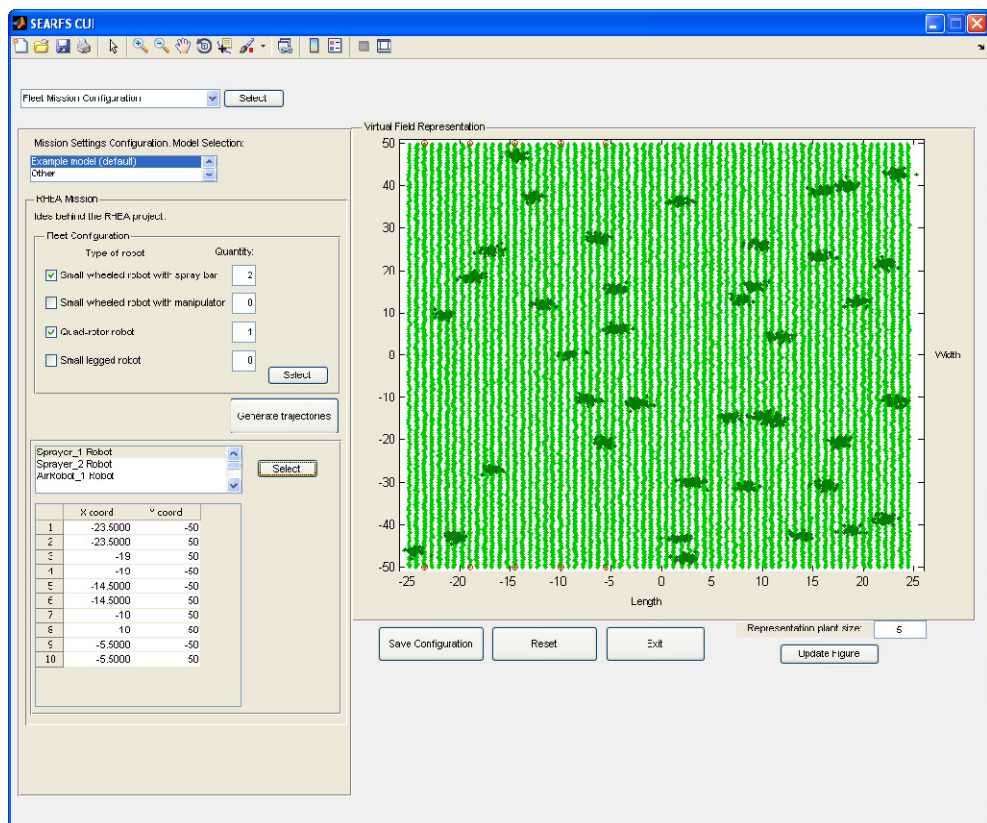 SEARFS CUI
Fleet Mission Configuration
Select
Mission Settings Configuration. Model Selection:
Example model (default)
Other
RHEA Mission
Idea behind the RHEA project.
Fleet Configuration
Type of robot
Quantity:
Small wheeled robot with spray bar
2
Small wheeled robot with manipulator
0
Quad-rotor robot
1
Small legged robot
0
Select
Generate trajectories
Sprayer_1 Robot
Sprayer_2 Robot
AirRobot_1 Robot
Select
X coord Y coord
1 -23.5000 -50
2 -23.5000 50
3 -19 50
4 -10 -50
5 -14.5000 -50
6 -14.5000 50
7 -10 50
8 10 50
9 -5.5000 -50
10 -5.5000 50
Virtual Field Representation
50
40
30
20
10
0
-10
-20
-30
-40
-50
-25 -20 -15 -10 -5 0 5 10 15 20 25
Length
Width
Save Configuration
Reset
Exit
Representation plant size:
5
Update Figure